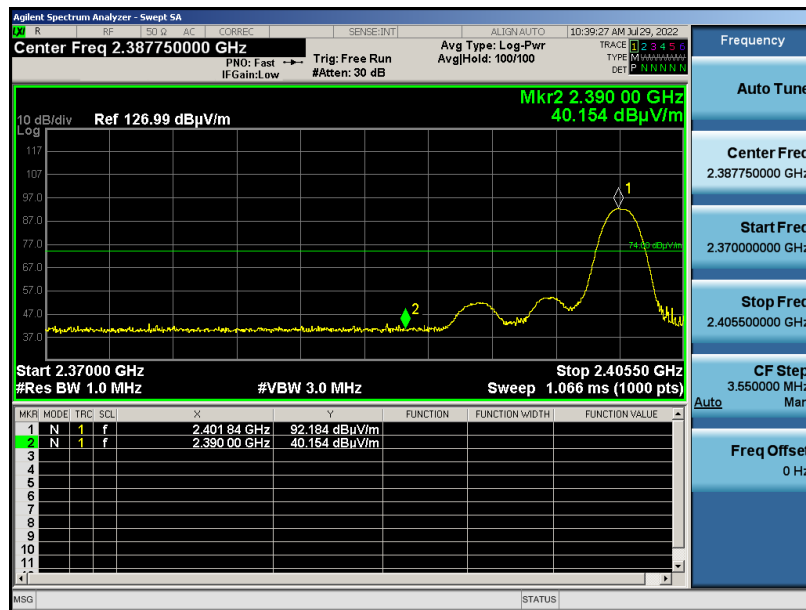 Agilent Spectrum Analyzer - Swept SA
LXI R RF 50 Ω AC CORREC SENSE:INT ALIGN AUTO 10:39:27 AM Jul 29, 2022
Center Freq 2.387750000 GHz
PNO: Fast
IFGain:Low
Trig: Free Run
#Atten: 30 dB
Avg Type: Log-Pwr
Avg|Hold: 100/100
TRACE 1 2 3 4 5 6
TYPE M
DET P N N N N N
Mkr2 2.390 00 GHz
40.154 dBµV/m
10 dB/div Ref 126.99 dBµV/m
Log
117
107
97.0
87.0
77.0
67.0
57.0
47.0
37.0
1
2
74.00 dBµV/m
Start 2.37000 GHz Stop 2.40550 GHz
#Res BW 1.0 MHz #VBW 3.0 MHz Sweep 1.066 ms (1000 pts)
MKR MODE TRC SCL X Y FUNCTION FUNCTION WIDTH FUNCTION VALUE
1 N 1 f 2.401 84 GHz 92.184 dBµV/m
2 N 1 f 2.390 00 GHz 40.154 dBµV/m
3
4
5
6
7
8
9
10
11
MSG STATUS
Frequency
Auto Tune
Center Freq
2.387750000 GHz
Start Freq
2.370000000 GHz
Stop Freq
2.405500000 GHz
CF Step
3.550000 MHz
Auto Man
Freq Offset
0 Hz